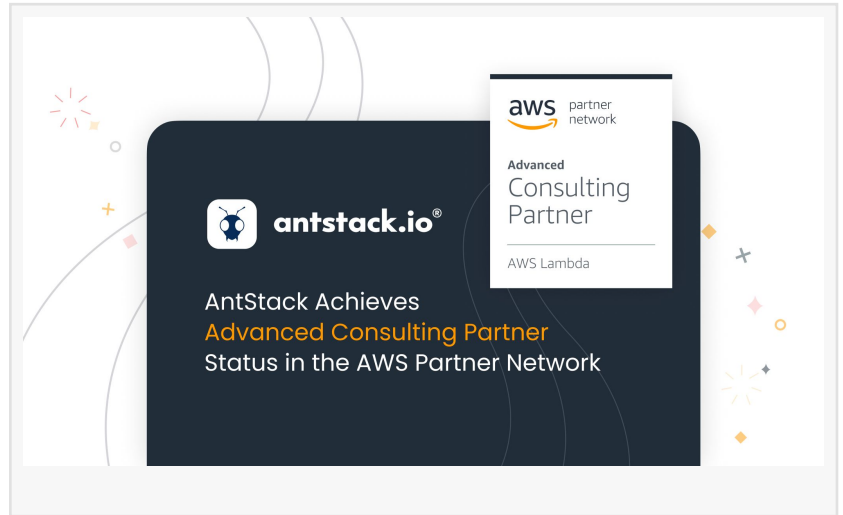 aws partner
network
Advanced
Consulting
Partner
AWS Lambda
antstack.io®
AntStack Achieves
Advanced Consulting Partner
Status in the AWS Partner Network